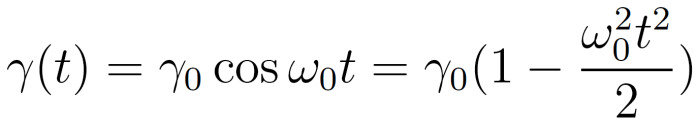 γ(t) = γ₀ cos ω₀t = γ₀(1 − ω₀²t²/2)